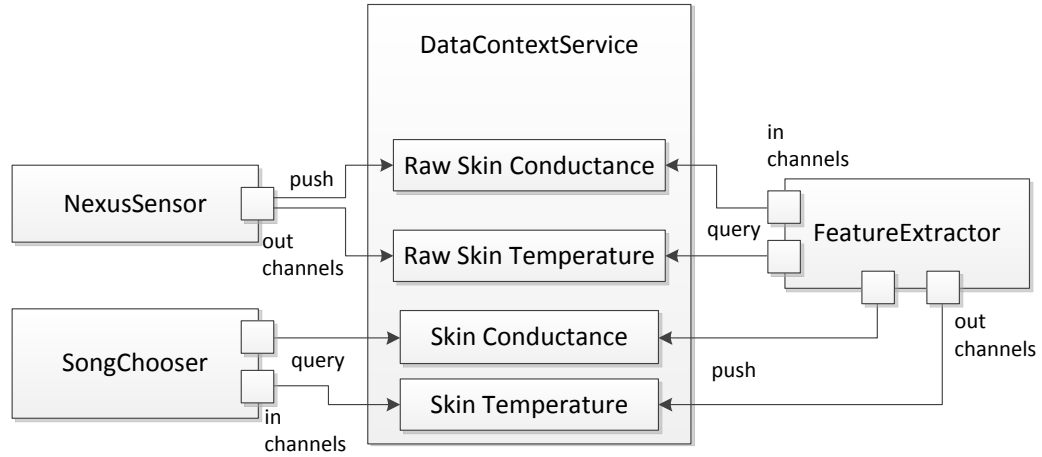 DataContextService
in
channels
Raw Skin Conductance
push
NexusSensor
query
FeatureExtractor
out
channels
Raw Skin Temperature
Skin Conductance
out
channels
SongChooser
query
push
Skin Temperature
in
channels